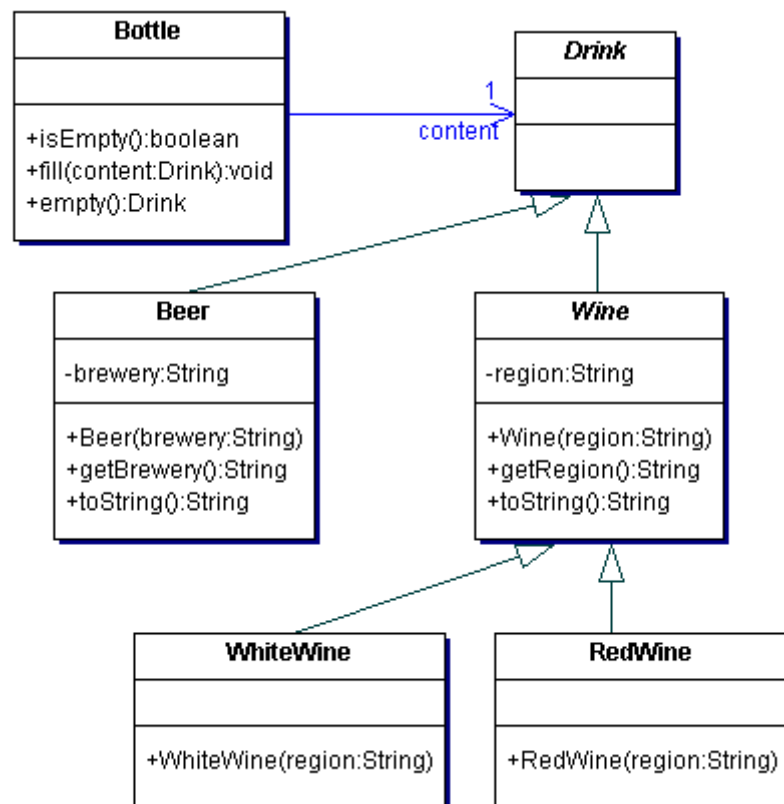 Bottle
+isEmpty():boolean
+fill(content:Drink):void
+empty():Drink
1
content
Drink
Beer
-brewery:String
+Beer(brewery:String)
+getBrewery():String
+toString():String
Wine
-region:String
+Wine(region:String)
+getRegion():String
+toString():String
WhiteWine
+WhiteWine(region:String)
RedWine
+RedWine(region:String)